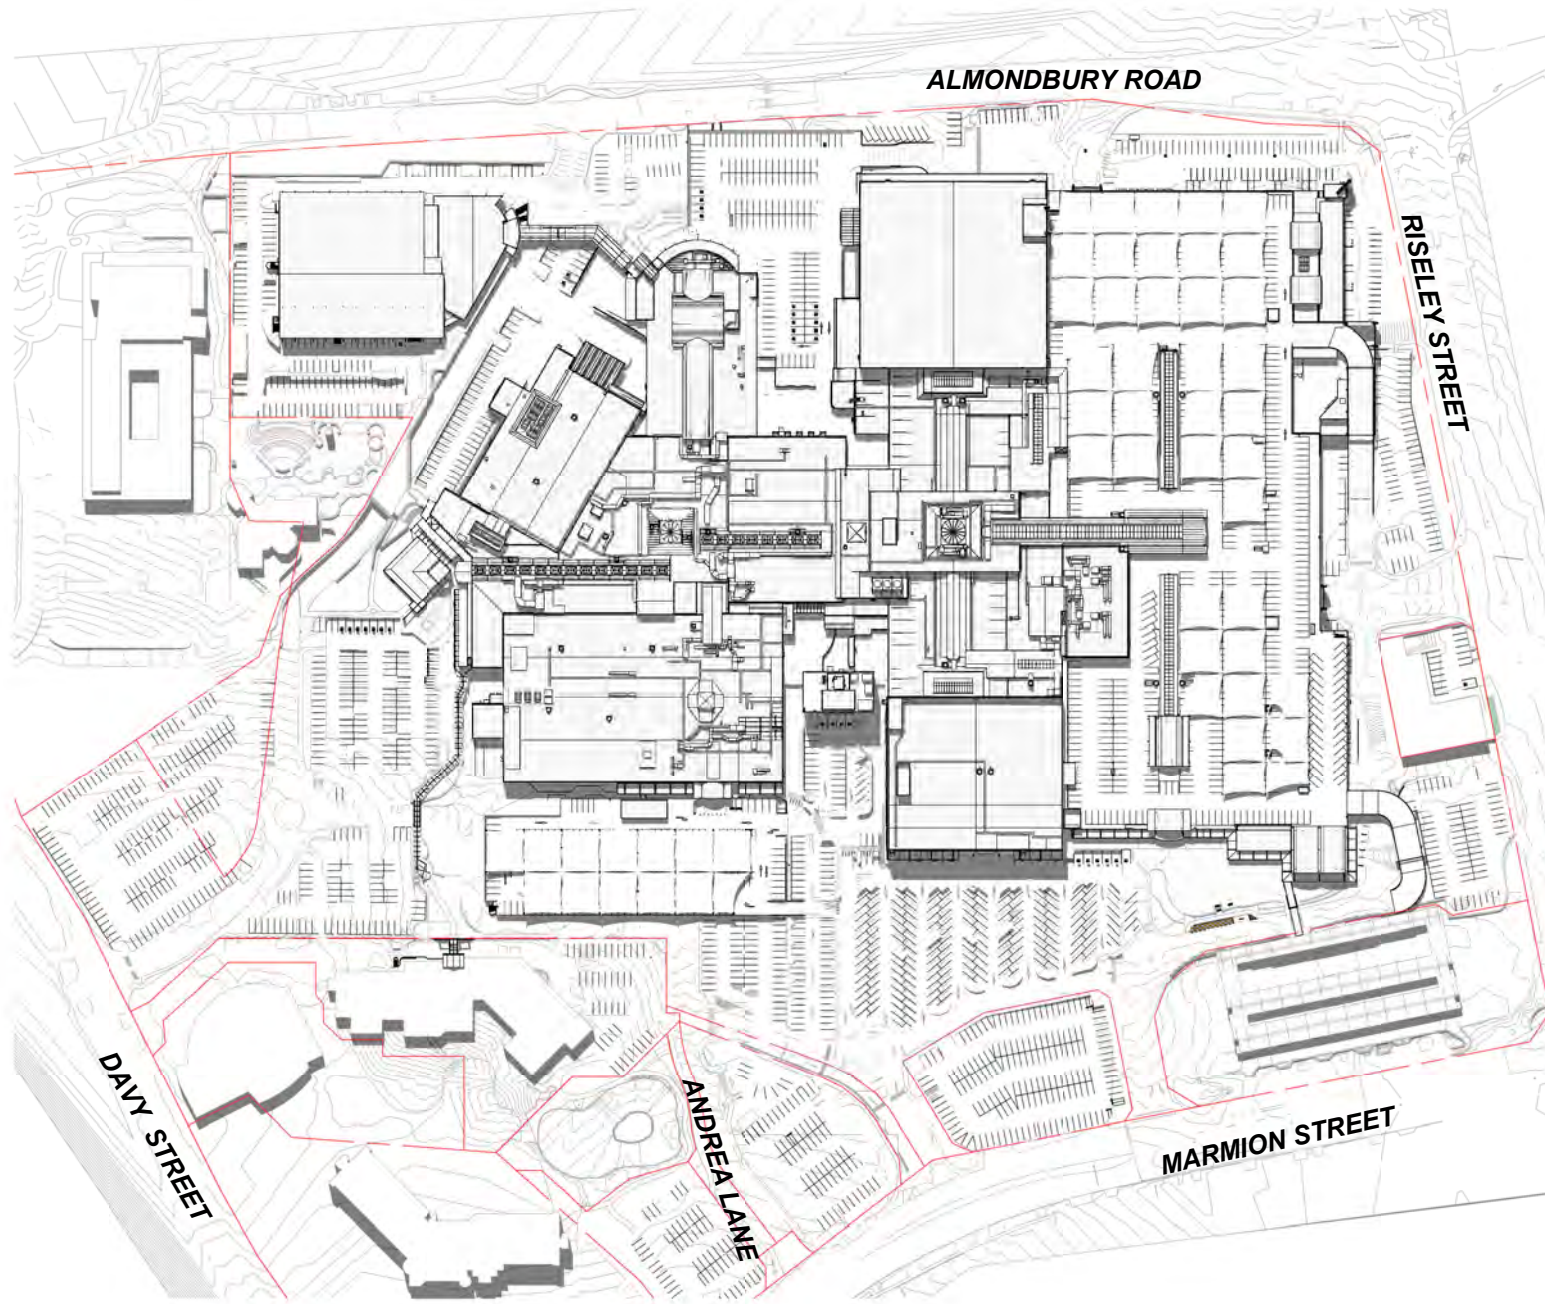 ALMONDBURY ROAD
RISELEY STREET
DAVY STREET
ANDREA LANE
MARMION STREET